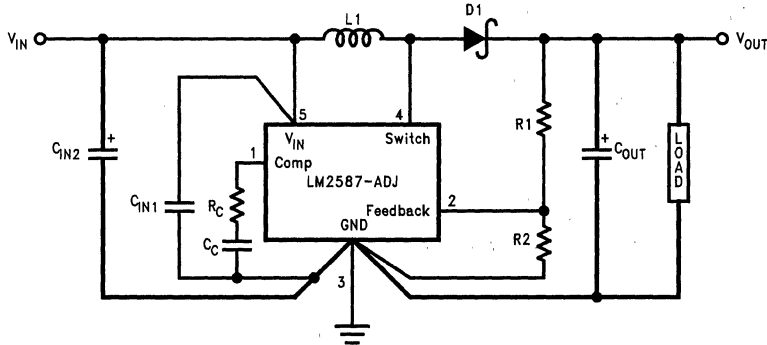 L1
D1
V_IN
V_OUT
5
4
V_IN
Switch
R1
C_IN2
+
1
Comp
LM2587-ADJ
+
C_OUT
LOAD
C_IN1
R_C
Feedback
2
GND
C_C
R2
3